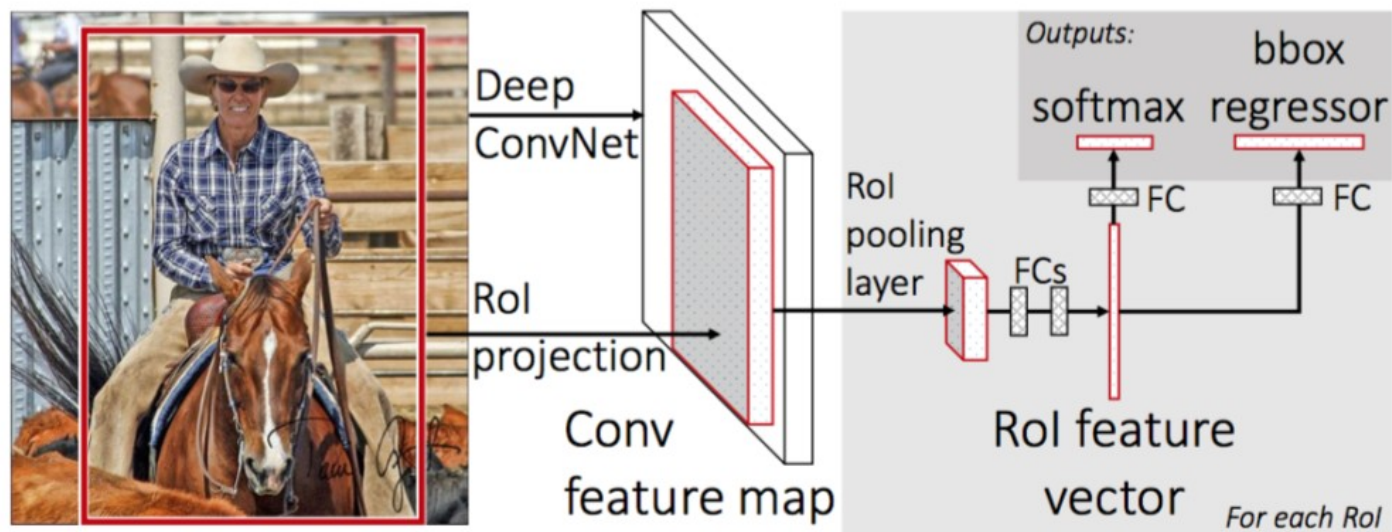 Deep
ConvNet
RoI
projection
Conv
feature map
RoI
pooling
layer
FCs
RoI feature
vector
For each RoI
Outputs:
softmax
bbox
regressor
FC
FC